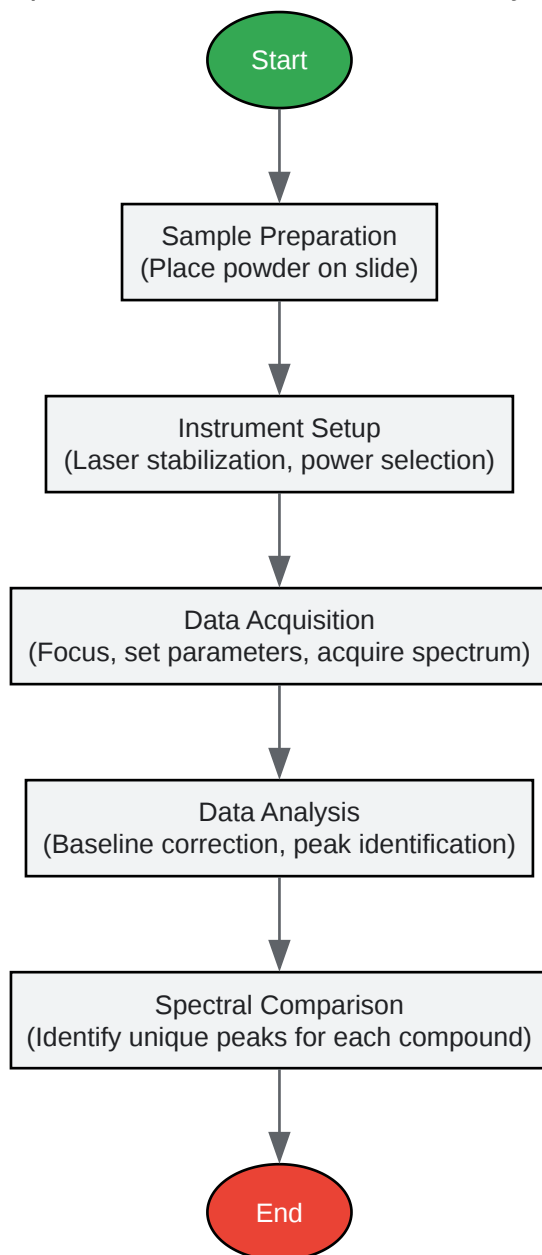 Start
Sample Preparation
(Place powder on slide)
Instrument Setup
(Laser stabilization, power selection)
Data Acquisition
(Focus, set parameters, acquire spectrum)
Data Analysis
(Baseline correction, peak identification)
Spectral Comparison
(Identify unique peaks for each compound)
End